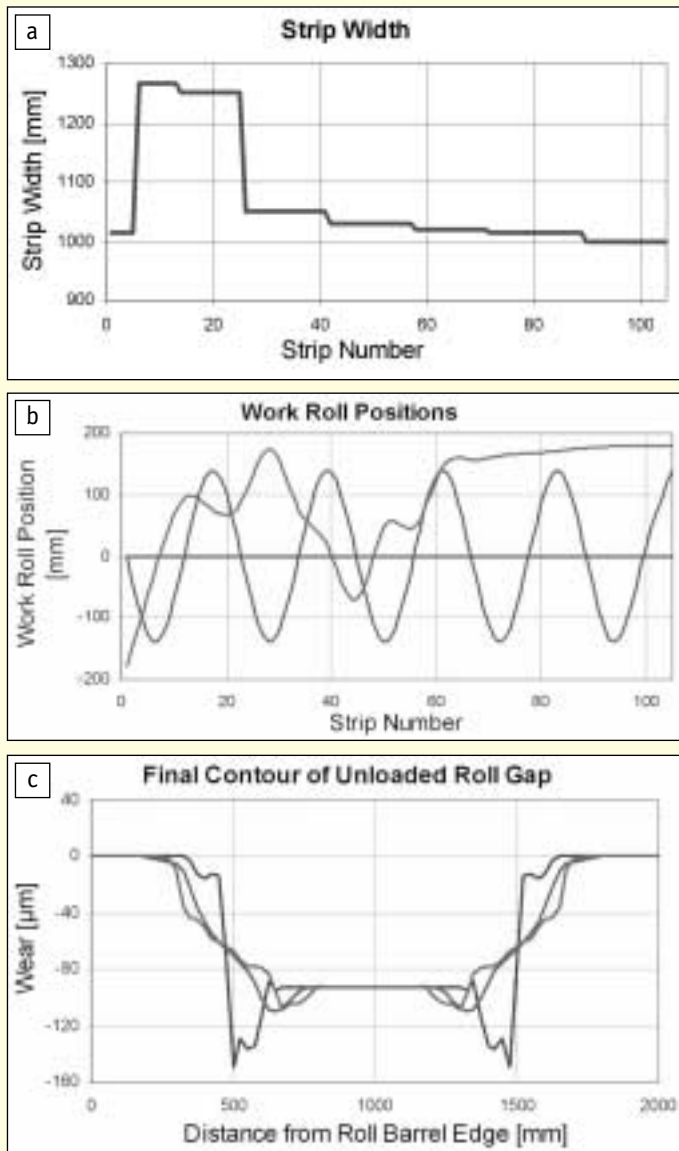 a
Strip Width
1300
1200
1100
1000
900
Strip Width [mm]
0 20 40 60 80 100
Strip Number
b
Work Roll Positions
200
100
0
-100
-200
Work Roll Position
[mm]
0 20 40 60 80 100
Strip Number
c
Final Contour of Unloaded Roll Gap
40
0
-40
-80
-120
-160
Wear [µm]
0 500 1000 1500 2000
Distance from Roll Barrel Edge [mm]